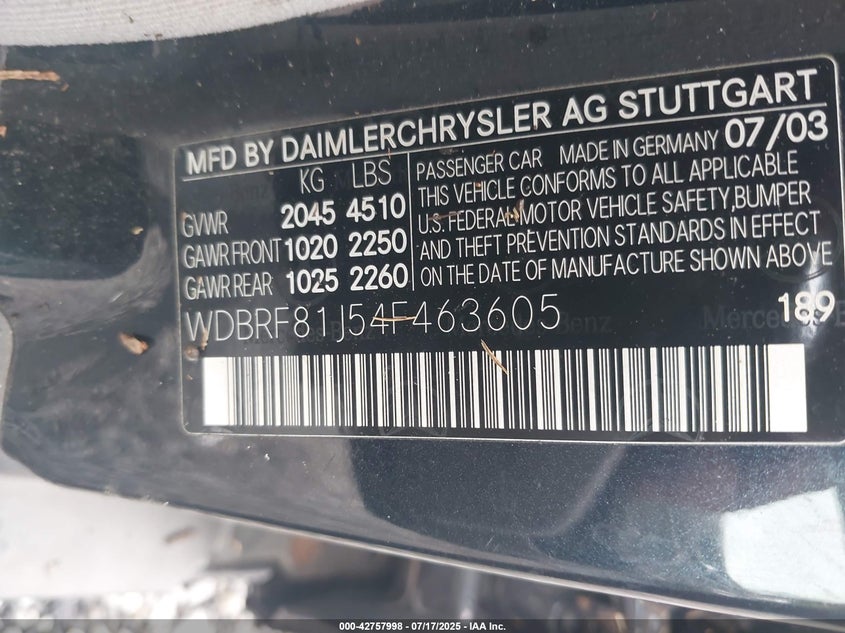 MFD BY DAIMLERCHRYSLER AG STUTTGART
KG LBS
GVWR 2045 4510
GAWR FRONT 1020 2250
GAWR REAR 1025 2260
PASSENGER CAR MADE IN GERMANY 07/03
THIS VEHICLE CONFORMS TO ALL APPLICABLE
U.S. FEDERAL MOTOR VEHICLE SAFETY,BUMPER
AND THEFT PREVENTION STANDARDS IN EFFECT
ON THE DATE OF MANUFACTURE SHOWN ABOVE
WDBRF81J54F463605 189
Mercedes-Benz
000-42757998 - 07/17/2025 - IAA Inc.